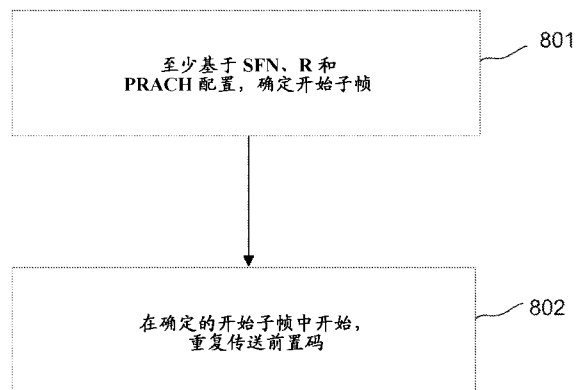 至少基于 SFN、R 和
PRACH 配置，确定开始子帧
801
在确定的开始子帧中开始，
重复传送前置码
802